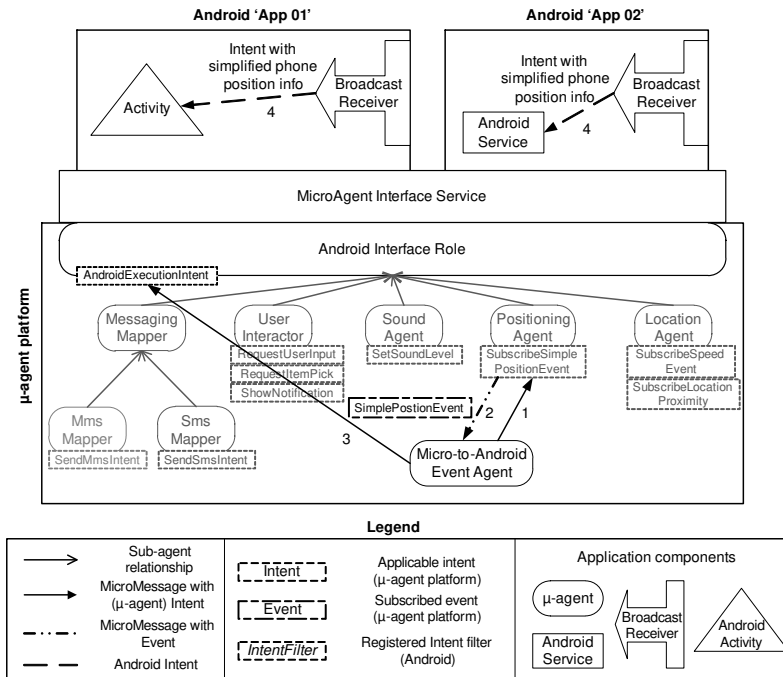 Android ‘App 01’
Android ‘App 02’
Intent with
simplified phone
position info
Broadcast
Receiver
Activity
4
Intent with
simplified phone
position info
Broadcast
Receiver
Android
Service
4
MicroAgent Interface Service
Android Interface Role
AndroidExecutionIntent
µ-agent platform
Messaging
Mapper
User
Interactor
RequestUserInput
RequestItemPick
ShowNotification
Sound
Agent
SetSoundLevel
Positioning
Agent
SubscribeSimple
PositionEvent
Location
Agent
SubscribeSpeed
Event
SubscribeLocation
Proximity
SimplePostionEvent
2
1
3
Mms
Mapper
SendMmsIntent
Sms
Mapper
SendSmsIntent
Micro-to-Android
Event Agent
Legend
Sub-agent
relationship
MicroMessage with
(µ-agent) Intent
MicroMessage with
Event
Android Intent
Intent
Applicable intent
(µ-agent platform)
Event
Subscribed event
(µ-agent platform)
IntentFilter
Registered Intent filter
(Android)
Application components
µ-agent
Android
Service
Broadcast
Receiver
Android
Activity